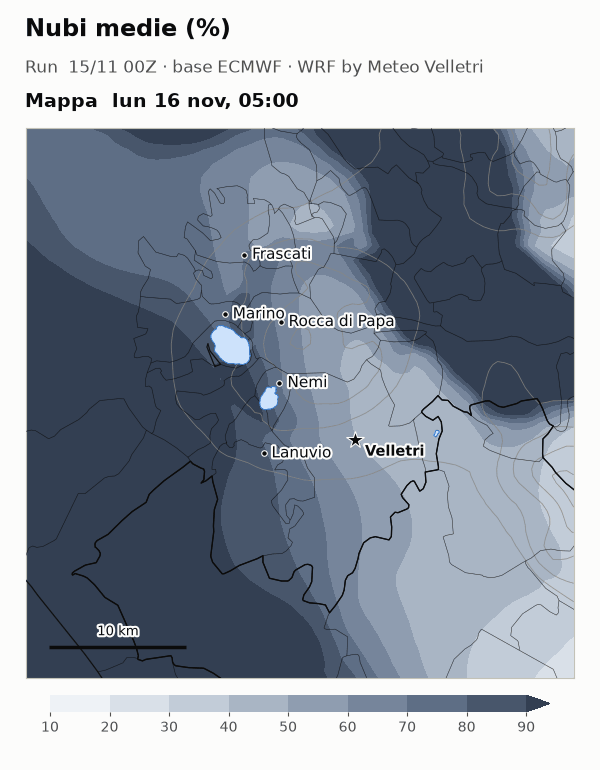 Nubi medie (%)
Run  15/11 00Z · base ECMWF · WRF by Meteo Velletri
Mappa  lun 16 nov, 05:00
Frascati
Marino
Rocca di Papa
Nemi
Velletri
Lanuvio
10 km
10 20 30 40 50 60 70 80 90